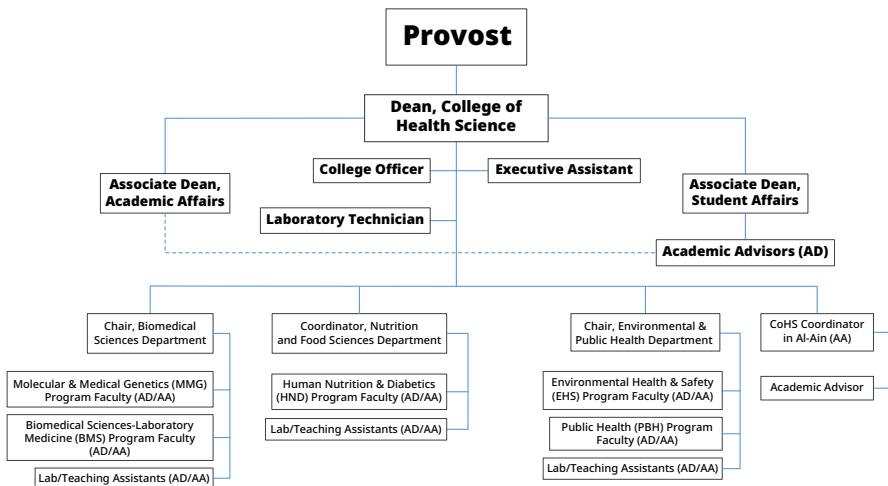 Provost
Dean, College of
Health Science
College Officer
Executive Assistant
Associate Dean,
Academic Affairs
Associate Dean,
Student Affairs
Laboratory Technician
Academic Advisors (AD)
Chair, Biomedical
Sciences Department
Coordinator, Nutrition
and Food Sciences Department
Chair, Environmental &
Public Health Department
CoHS Coordinator
in Al-Ain (AA)
Molecular & Medical Genetics (MMG)
Program Faculty (AD/AA)
Human Nutrition & Diabetics
(HND) Program Faculty (AD/AA)
Environmental Health & Safety
(EHS) Program Faculty (AD/AA)
Academic Advisor
Biomedical Sciences-Laboratory
Medicine (BMS) Program Faculty
(AD/AA)
Lab/Teaching Assistants (AD/AA)
Public Health (PBH) Program
Faculty (AD/AA)
Lab/Teaching Assistants (AD/AA)
Lab/Teaching Assistants (AD/AA)